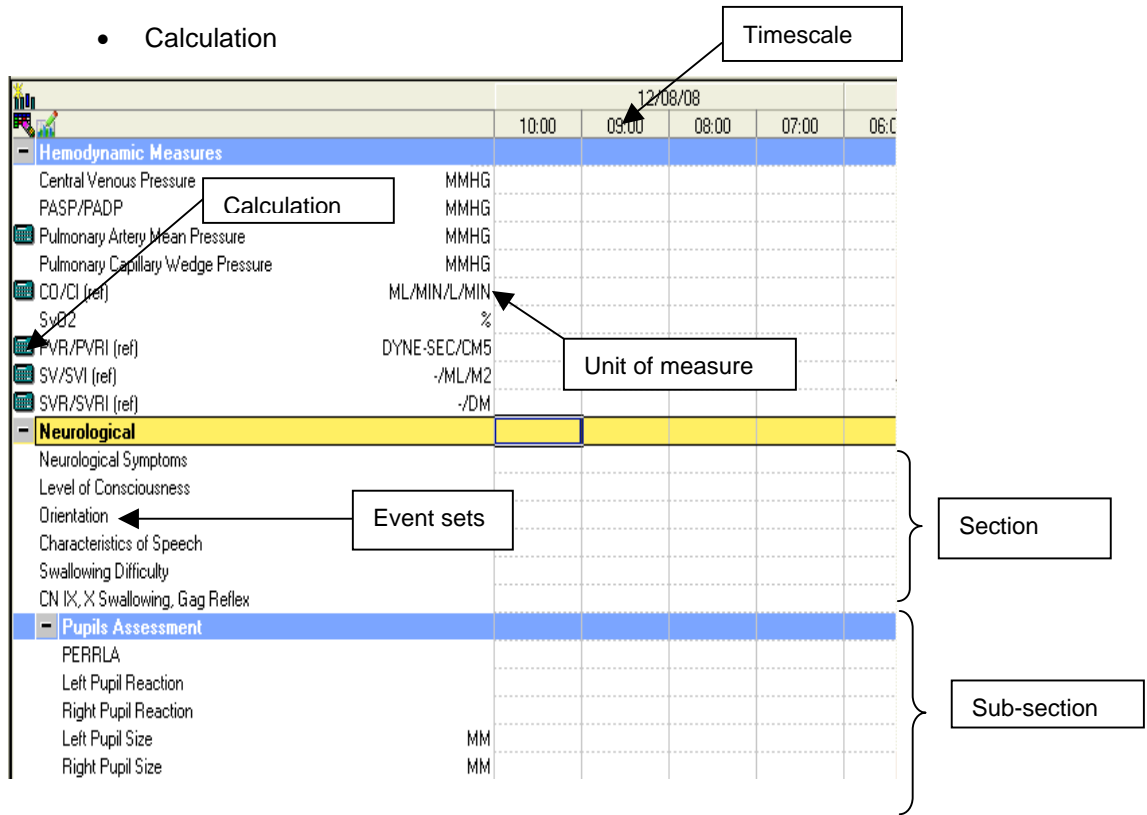 • Calculation
Timescale
12/08/08
10:00 09:00 08:00 07:00
Hemodynamic Measures
Central Venous Pressure MMHG
PASP/PADP MMHG
Calculation
Pulmonary Artery Mean Pressure MMHG
Pulmonary Capillary Wedge Pressure MMHG
CO/CI (ref) ML/MIN/L/MIN
SvO2 %
PVR/PVRI (ref) DYNE-SEC/CM5
Unit of measure
SV/SVI (ref) -/ML/M2
SVR/SVRI (ref) -/DM
Neurological
Neurological Symptoms
Level of Consciousness
Orientation
Event sets
Section
Characteristics of Speech
Swallowing Difficulty
CN IX, X Swallowing, Gag Reflex
Pupils Assessment
PERRLA
Left Pupil Reaction
Right Pupil Reaction
Sub-section
Left Pupil Size MM
Right Pupil Size MM